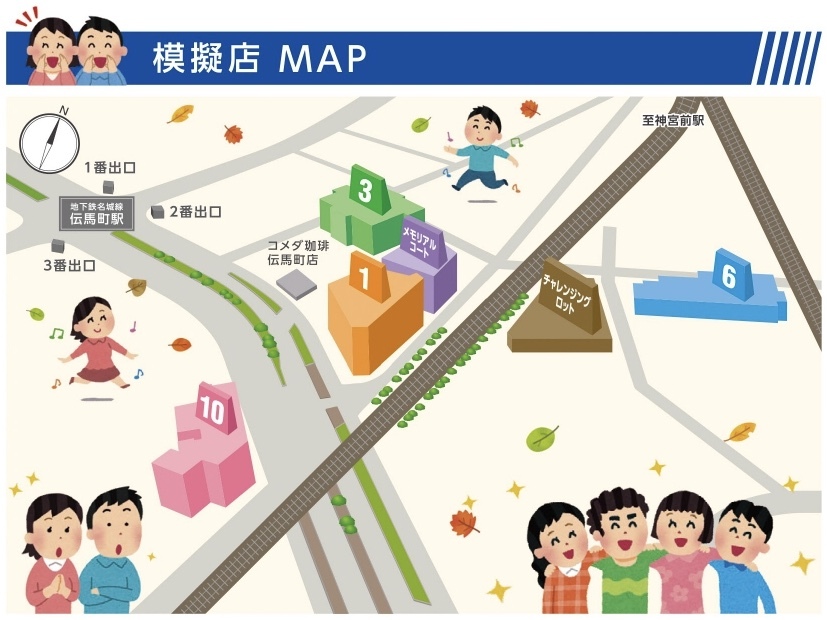 模擬店 MAP
N
至神宮前駅
1番出口
地下鉄名城線
伝馬町駅
2番出口
3番出口
コメダ珈琲
伝馬町店
3
メモリアル
コート
1
チャレンジング
ロット
6
10